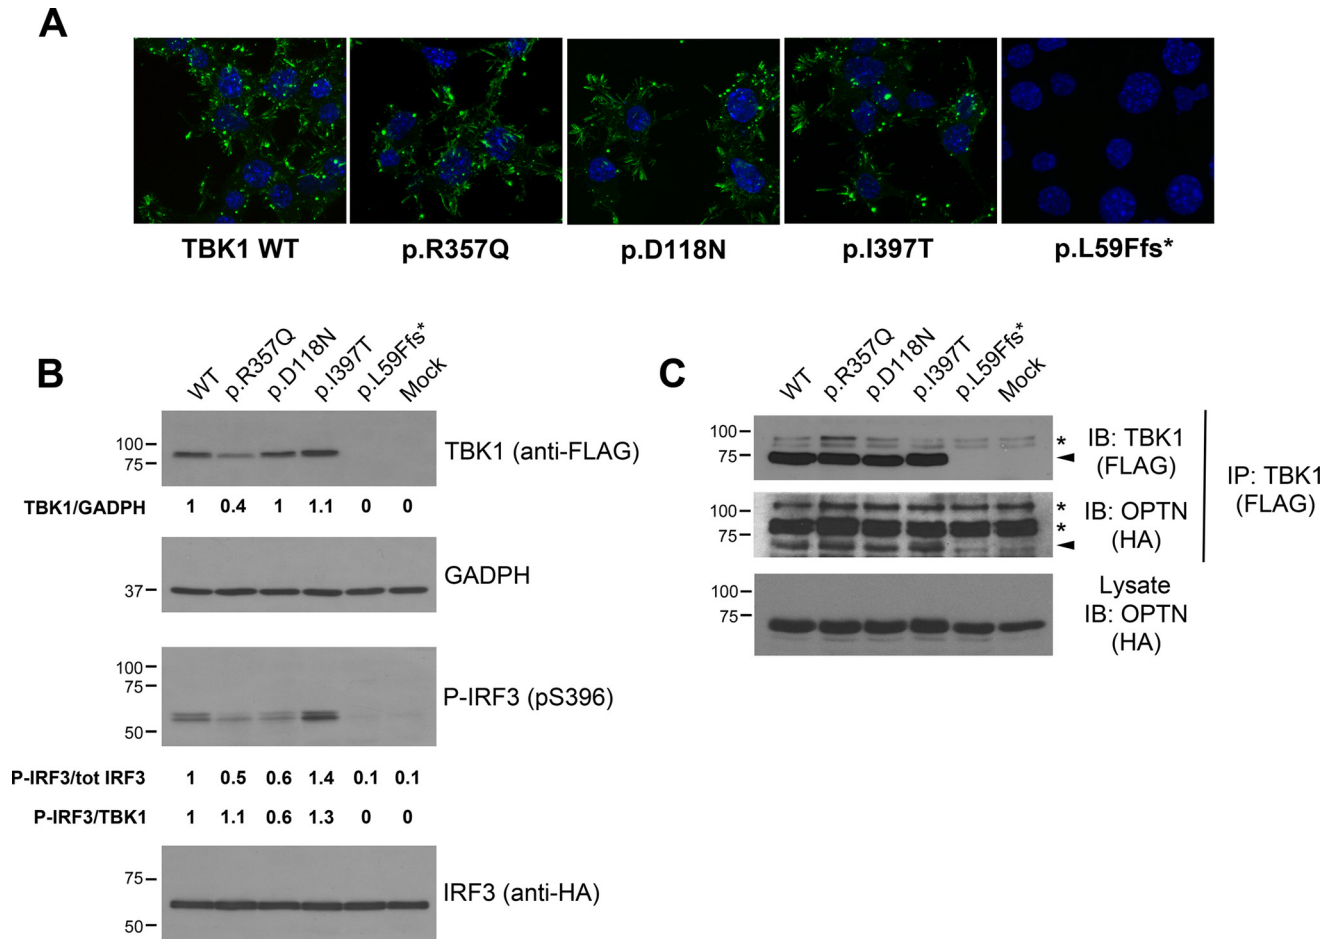 A
TBK1 WT
p.R357Q
p.D118N
p.I397T
p.L59Ffs*
B
WT
p.R357Q
p.D118N
p.I397T
p.L59Ffs*
Mock
100
75
TBK1 (anti-FLAG)
TBK1/GADPH 1 0.4 1 1.1 0 0
37
GADPH
100
75
50
P-IRF3 (pS396)
P-IRF3/tot IRF3 1 0.5 0.6 1.4 0.1 0.1
P-IRF3/TBK1 1 1.1 0.6 1.3 0 0
75
50
IRF3 (anti-HA)
C
WT
p.R357Q
p.D118N
p.I397T
p.L59Ffs*
Mock
100
75
*
IB: TBK1
(FLAG)
100
75
*
*
IB: OPTN
(HA)
IP: TBK1
(FLAG)
100
75
Lysate
IB: OPTN
(HA)